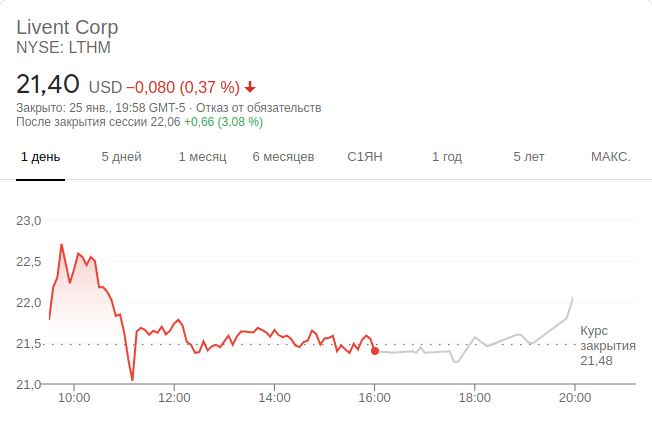 Livent Corp
NYSE: LTHM
21,40 USD −0,080 (0,37 %)
Закрыто: 25 янв., 19:58 GMT-5 · Отказ от обязательств
После закрытия сессии 22,06 +0,66 (3,08 %)
1 день 5 дней 1 месяц 6 месяцев С1ЯН 1 год 5 лет МАКС.
23,0
22,5
22,0
21,5
21,0
Курс
закрытия
21,48
10:00 12:00 14:00 16:00 18:00 20:00